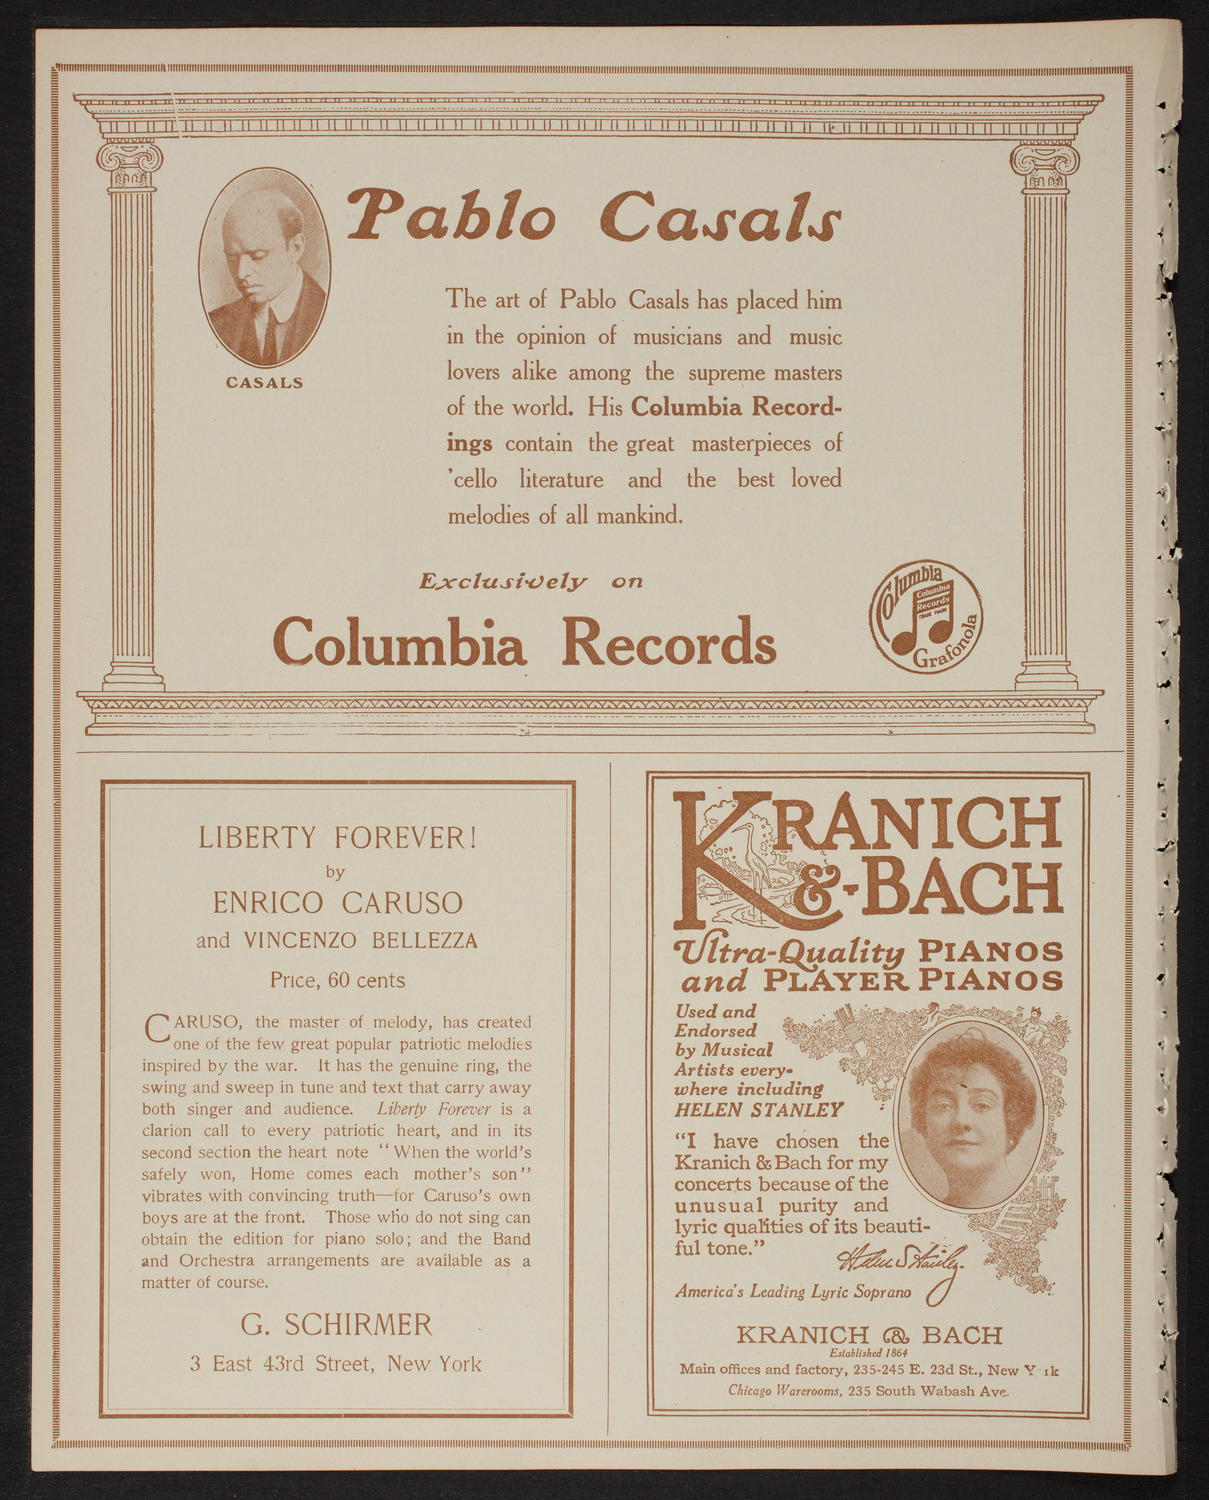 Pablo Casals
CASALS
The art of Pablo Casals has placed him
in the opinion of musicians and music
lovers alike among the supreme masters
of the world. His Columbia Record-
ings contain the great masterpieces of
'cello literature and the best loved
melodies of all mankind.
Exclusively on
Columbia Records
Columbia
Columbia
Records
TRADE MARK
Grafonola
LIBERTY FOREVER!
by
ENRICO CARUSO
and VINCENZO BELLEZZA
Price, 60 cents
CARUSO, the master of melody, has created
one of the few great popular patriotic melodies
inspired by the war. It has the genuine ring, the
swing and sweep in tune and text that carry away
both singer and audience. Liberty Forever is a
clarion call to every patriotic heart, and in its
second section the heart note "When the world's
safely won, Home comes each mother's son"
vibrates with convincing truth—for Caruso's own
boys are at the front. Those who do not sing can
obtain the edition for piano solo; and the Band
and Orchestra arrangements are available as a
matter of course.
G. SCHIRMER
3 East 43rd Street, New York
KRANICH
&-BACH
Ultra-Quality PIANOS
and PLAYER PIANOS
Used and
Endorsed
by Musical
Artists every-
where including
HELEN STANLEY
"I have chosen the
Kranich & Bach for my
concerts because of the
unusual purity and
lyric qualities of its beauti-
ful tone."
Helen Stanley.
America's Leading Lyric Soprano
KRANICH & BACH
Established 1864
Main offices and factory, 235-245 E. 23d St., New Y rk
Chicago Warerooms, 235 South Wabash Ave.